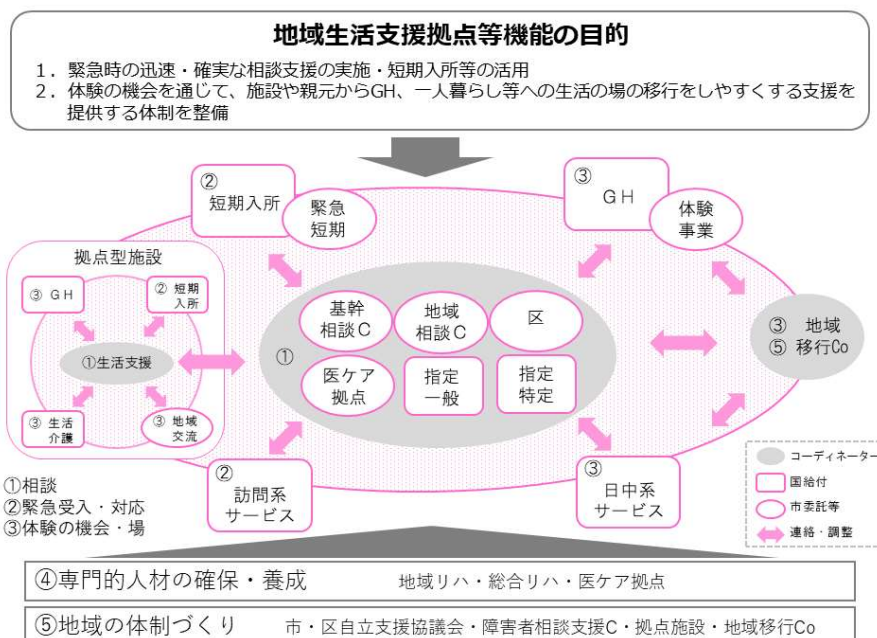 地域生活支援拠点等機能の目的
1．緊急時の迅速・確実な相談支援の実施・短期入所等の活用
2．体験の機会を通じて、施設や親元からGH、一人暮らし等への生活の場の移行をしやすくする支援を
提供する体制を整備
②
短期入所
緊急
短期
③
GH
体験
事業
拠点型施設
③ GH
② 短期
入所
①生活支援
③ 生活
介護
③ 地域
交流
①
基幹
相談C
地域
相談C
区
医ケア
拠点
指定
一般
指定
特定
③ 地域
⑤ 移行Co
②
訪問系
サービス
③
日中系
サービス
①相談
②緊急受入・対応
③体験の機会・場
コーディネーター
国給付
市委託等
連絡・調整
④専門的人材の確保・養成 地域リハ・総合リハ・医ケア拠点
⑤地域の体制づくり 市・区自立支援協議会・障害者相談支援C・拠点施設・地域移行Co